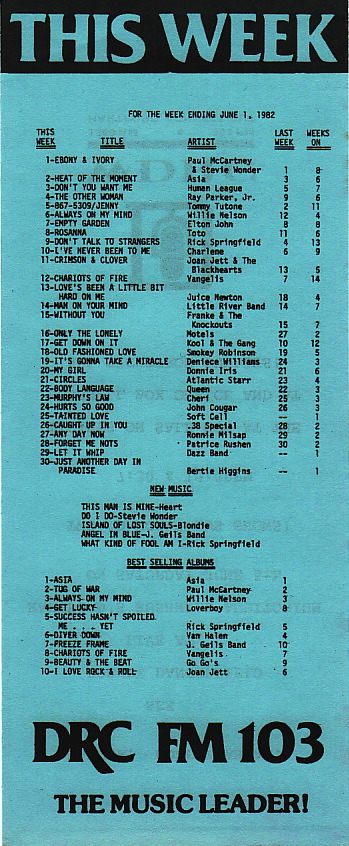 THIS WEEK
FOR THE WEEK ENDING JUNE 1, 1982
THIS WEEK TITLE ARTIST LAST WEEK WEEKS ON
1-EBONY & IVORY Paul McCartney
& Stevie Wonder 1 8
2-HEAT OF THE MOMENT Asia 3 6
3-DON'T YOU WANT ME Human League 5 7
4-THE OTHER WOMAN Ray Parker, Jr. 9 6
5-867-5309/JENNY Tommy Tutone 2 11
6-ALWAYS ON MY MIND Willie Nelson 12 4
7-EMPTY GARDEN Elton John 8 8
8-ROSANNA Toto 11 6
9-DON'T TALK TO STRANGERS Rick Springfield 4 13
10-I'VE NEVER BEEN TO ME Charlene 6 9
11-CRIMSON & CLOVER Joan Jett & The
Blackhearts 13 5
12-CHARIOTS OF FIRE Vangelis 7 14
13-LOVE'S BEEN A LITTLE BIT
HARD ON ME Juice Newton 18 4
14-MAN ON YOUR MIND Little River Band 14 7
15-WITHOUT YOU Franke & The
Knockouts 15 7
16-ONLY THE LONELY Motels 27 2
17-GET DOWN ON IT Kool & The Gang 10 12
18-OLD FASHIONED LOVE Smokey Robinson 19 5
19-IT'S GONNA TAKE A MIRACLE Deniece Williams 24 3
20-MY GIRL Donnie Iris 21 6
21-CIRCLES Atlantic Starr 23 4
22-BODY LANGUAGE Queen 22 3
23-MURPHY'S LAW Cheri 25 3
24-HURTS SO GOOD John Cougar 26 3
25-TAINTED LOVE Soft Cell -- 1
26-CAUGHT UP IN YOU .38 Special 28 2
27-ANY DAY NOW Ronnie Milsap 29 2
28-FORGET ME NOTS Patrice Rushen 30 2
29-LET IT WHIP Dazz Band -- 1
30-JUST ANOTHER DAY IN
PARADISE Bertie Higgins -- 1
NEW MUSIC
THIS MAN IS MINE-Heart
DO I DO-Stevie Wonder
ISLAND OF LOST SOULS-Blondie
ANGEL IN BLUE-J. Geils Band
WHAT KIND OF FOOL AM I-Rick Springfield
BEST SELLING ALBUMS
1-ASIA Asia 1
2-TUG OF WAR Paul McCartney 2
3-ALWAYS ON MY MIND Willie Nelson 3
4-GET LUCKY Loverboy 8
5-SUCCESS HASN'T SPOILED
ME . . . YET Rick Springfield 5
6-DIVER DOWN Van Halen 4
7-FREEZE FRAME J. Geils Band 10
8-CHARIOTS OF FIRE Vangelis 7
9-BEAUTY & THE BEAT Go Go's 9
10-I LOVE ROCK & ROLL Joan Jett 6
DRC FM 103
THE MUSIC LEADER!